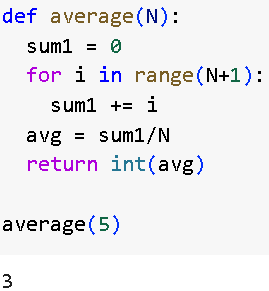 def average(N):
  sum1 = 0
  for i in range(N+1):
    sum1 += i
  avg = sum1/N
  return int(avg)

average(5)

3